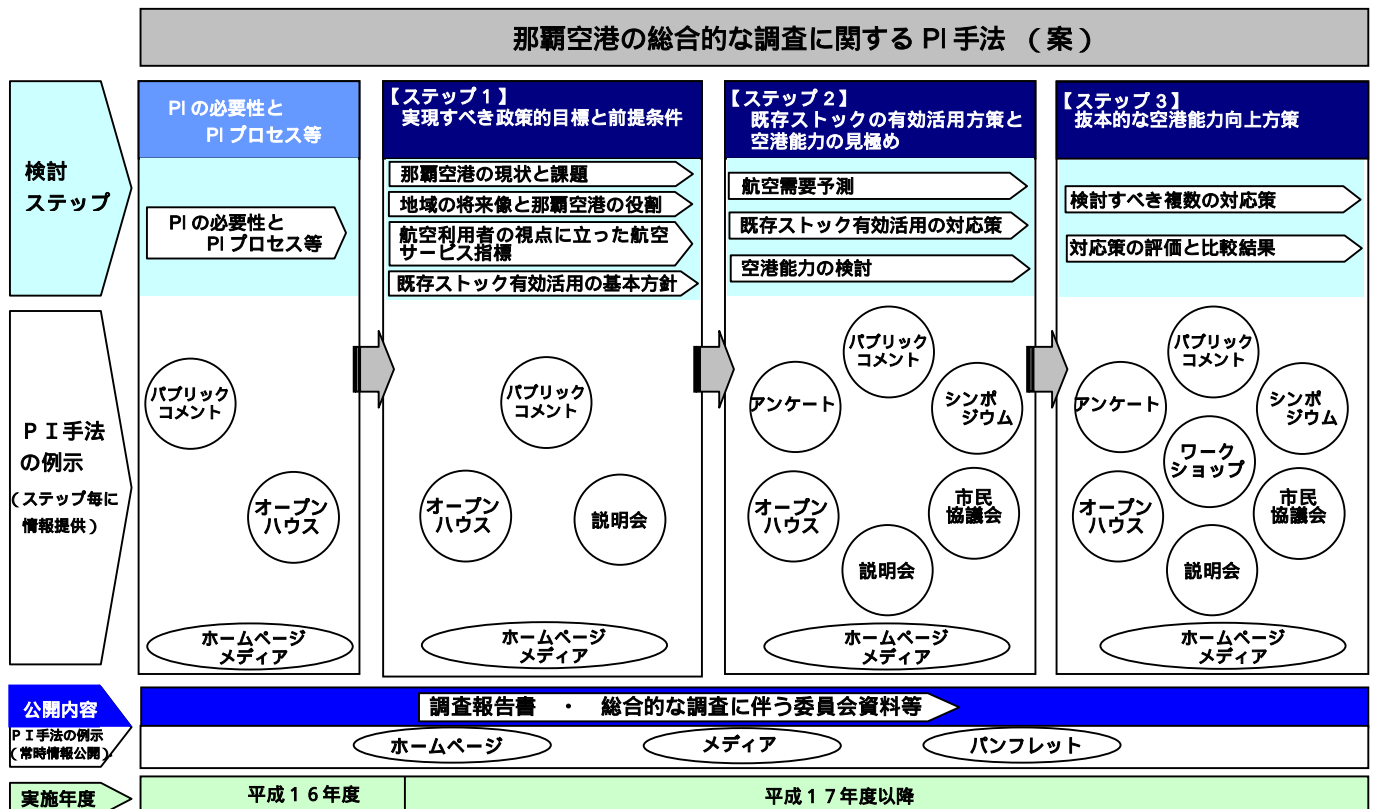 那覇空港の総合的な調査に関する PI 手法 （案）
検討
ステップ
PI の必要性と
PI プロセス等
PI の必要性と
PI プロセス等
【ステップ１】
実現すべき政策的目標と前提条件
那覇空港の現状と課題
地域の将来像と那覇空港の役割
航空利用者の視点に立った航空
サービス指標
既存ストック有効活用の基本方針
【ステップ２】
既存ストックの有効活用方策と
空港能力の見極め
航空需要予測
既存ストック有効活用の対応策
空港能力の検討
【ステップ３】
抜本的な空港能力向上方策
検討すべき複数の対応策
対応策の評価と比較結果
ＰＩ手法
の例示
（ステップ毎に
情報提供）
パブリック
コメント
オープン
ハウス
ホームページ
メディア
パブリック
コメント
オープン
ハウス
説明会
ホームページ
メディア
パブリック
コメント
アンケート
シンポ
ジウム
オープン
ハウス
市民
協議会
説明会
ホームページ
メディア
パブリック
コメント
アンケート
シンポ
ジウム
ワーク
ショップ
オープン
ハウス
市民
協議会
説明会
ホームページ
メディア
公開内容
ＰＩ手法の例示
（常時情報公開）
調査報告書 ・ 総合的な調査に伴う委員会資料等
ホームページ
メディア
パンフレット
実施年度
平成１６年度
平成１７年度以降